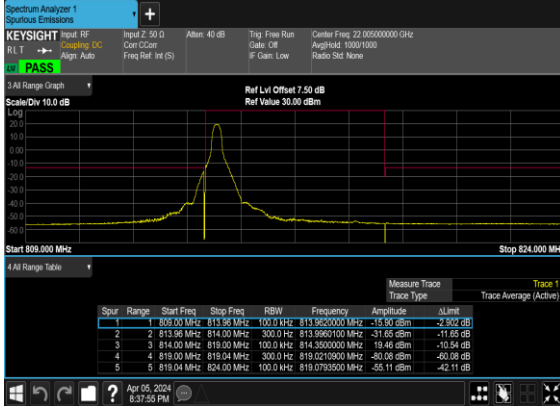 Spectrum Analyzer 1
Spurious Emissions
+
KEYSIGHT Input: RF Input Z: 50 Ω Atten: 40 dB Trig: Free Run Center Freq: 22.005000000 GHz
RLT Coupling: DC Corr CCorr Gate: Off Avg|Hold: 1000/1000
Align: Auto Freq Ref: Int (S) IF Gain: Low Radio Std: None
LXI PASS
3 All Range Graph
Ref Lvl Offset 7.50 dB
Scale/Div 10.0 dB Ref Value 30.00 dBm
Log
20.0
10.0
0.00
-10.0
-20.0
-30.0
-40.0
-50.0
-60.0
Start 809.000 MHz Stop 824.000 MHz
4 All Range Table
Measure Trace Trace 1
Trace Type Trace Average (Active)
Spur Range Start Freq Stop Freq RBW Frequency Amplitude ΔLimit
1 1 809.00 MHz 813.96 MHz 100.0 kHz 813.9620000 MHz -15.90 dBm -2.902 dB
2 2 813.96 MHz 814.00 MHz 300.0 Hz 813.9960100 MHz -31.65 dBm -11.65 dB
3 3 814.00 MHz 819.00 MHz 100.0 kHz 814.3500000 MHz 19.46 dBm -10.54 dB
4 4 819.00 MHz 819.04 MHz 300.0 Hz 819.0210900 MHz -80.08 dBm -60.08 dB
5 5 819.04 MHz 824.00 MHz 100.0 kHz 819.0793500 MHz -55.11 dBm -42.11 dB
? Apr 05, 2024
8:37:55 PM